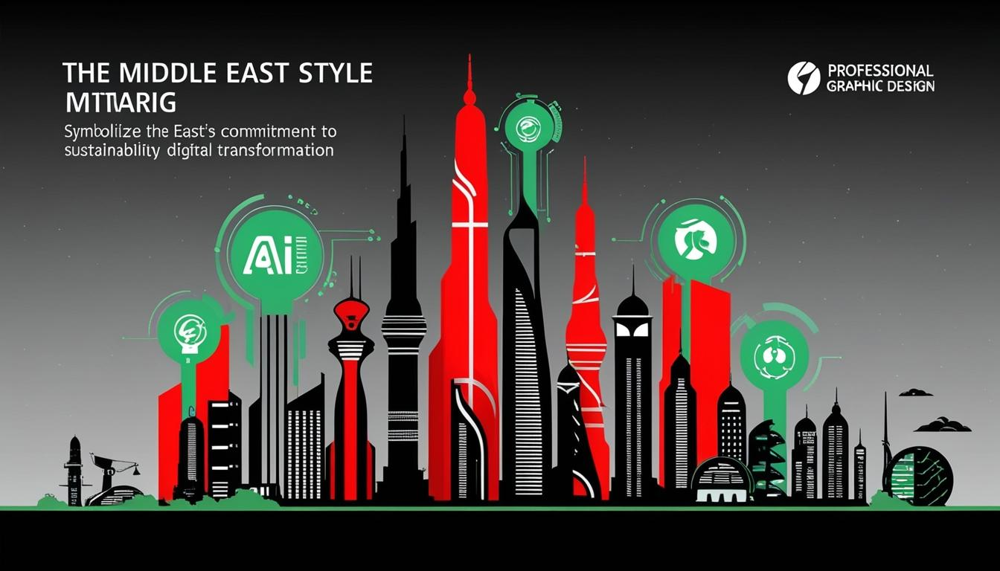 THE MIDDLE EAST STYLE
MTTARIG
Symbolize the East's commitment to
sustainability digital transformation
PROFESSIONAL
GRAPHIC DESIGN
Ai